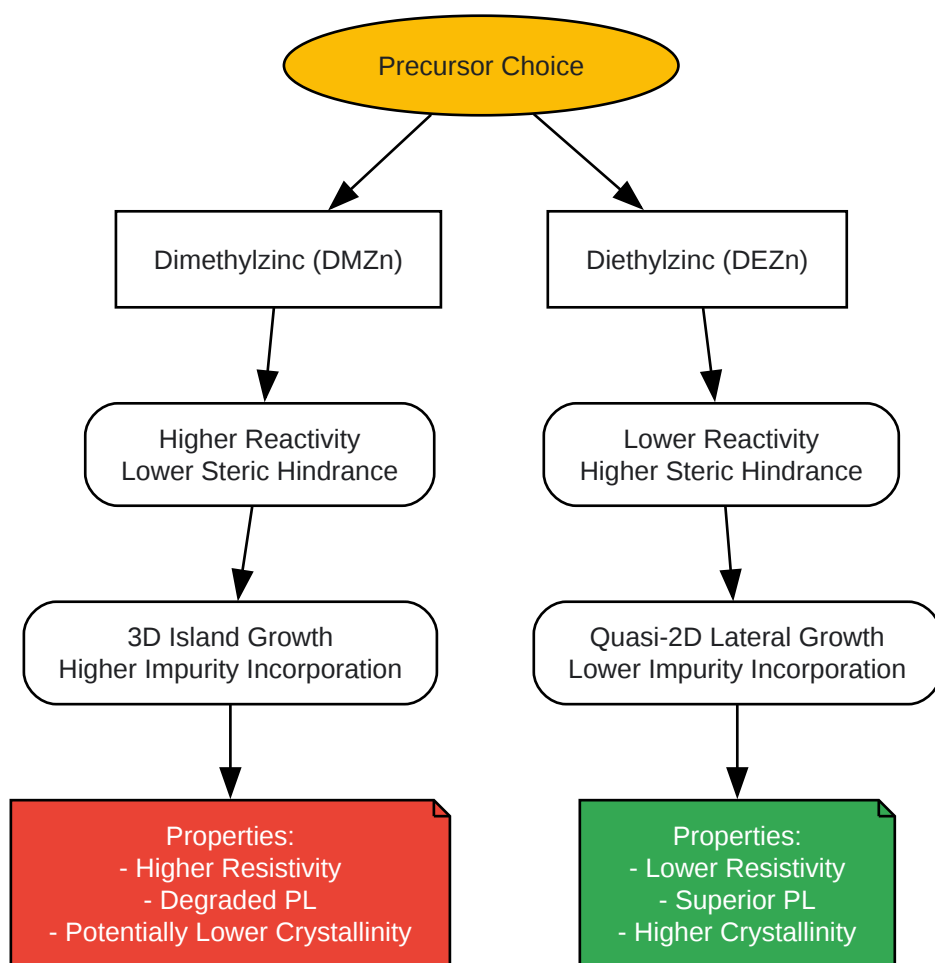 Precursor Choice
Dimethylzinc (DMZn)
Diethylzinc (DEZn)
Higher Reactivity
Lower Steric Hindrance
Lower Reactivity
Higher Steric Hindrance
3D Island Growth
Higher Impurity Incorporation
Quasi-2D Lateral Growth
Lower Impurity Incorporation
Properties:
- Higher Resistivity
- Degraded PL
- Potentially Lower Crystallinity
Properties:
- Lower Resistivity
- Superior PL
- Higher Crystallinity